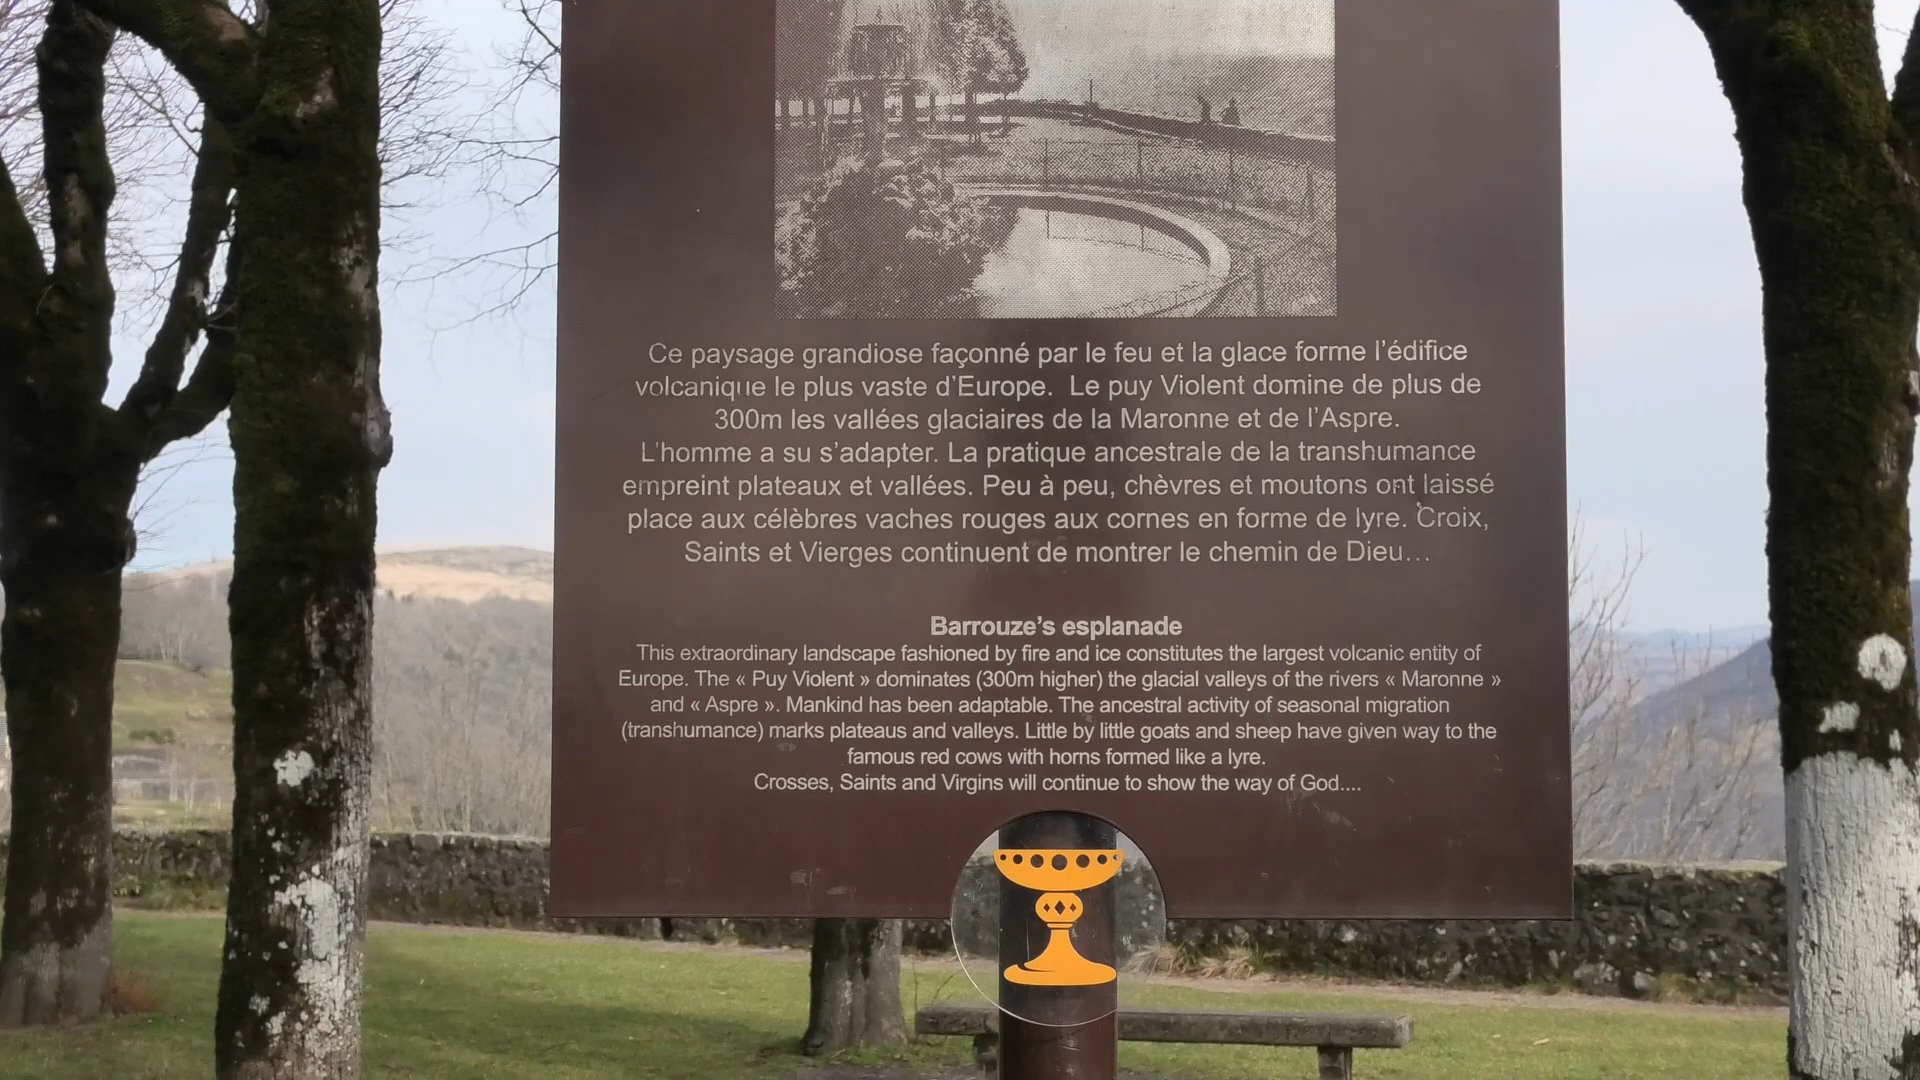 Ce paysage grandiose façonné par le feu et la glace forme l'édifice
volcanique le plus vaste d'Europe. Le puy Violent domine de plus de
300m les vallées glaciaires de la Maronne et de l'Aspre.
L'homme a su s'adapter. La pratique ancestrale de la transhumance
empreint plateaux et vallées. Peu à peu, chèvres et moutons ont laissé
place aux célèbres vaches rouges aux cornes en forme de lyre. Croix,
Saints et Vierges continuent de montrer le chemin de Dieu…
Barrouze's esplanade
This extraordinary landscape fashioned by fire and ice constitutes the largest volcanic entity of
Europe. The « Puy Violent » dominates (300m higher) the glacial valleys of the rivers « Maronne »
and « Aspre ». Mankind has been adaptable. The ancestral activity of seasonal migration
(transhumance) marks plateaus and valleys. Little by little goats and sheep have given way to the
famous red cows with horns formed like a lyre.
Crosses, Saints and Virgins will continue to show the way of God....